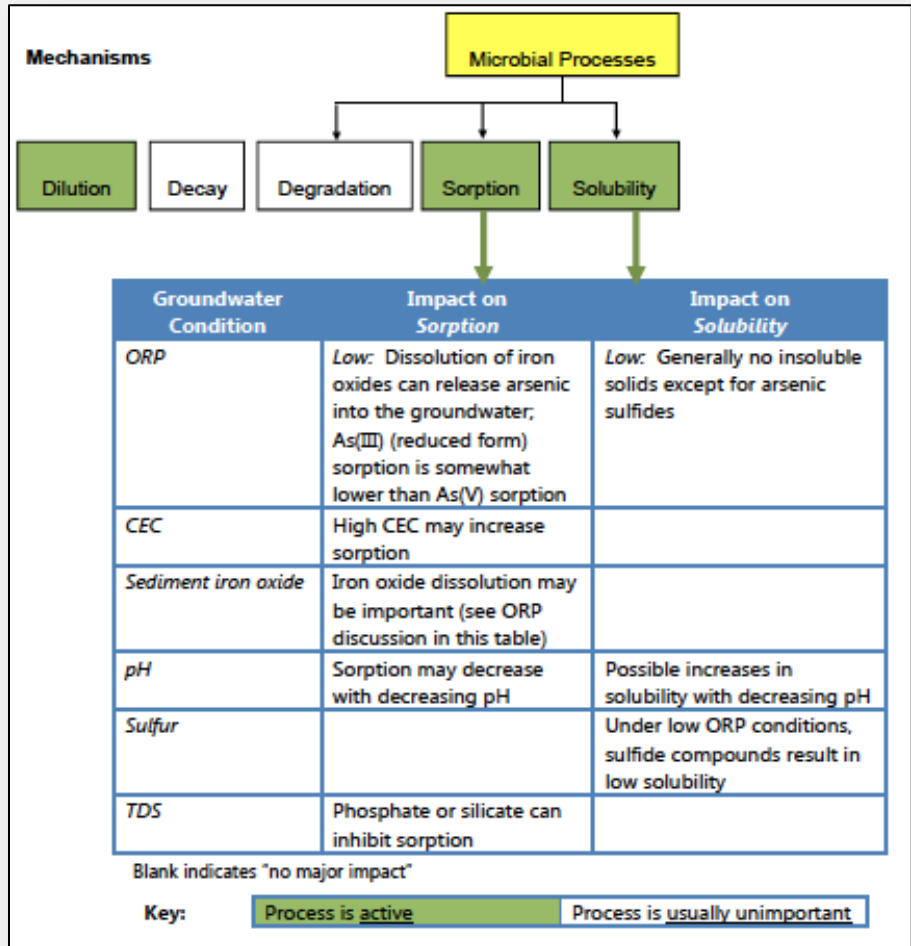 Mechanisms
Microbial Processes
Dilution
Decay
Degradation
Sorption
Solubility
Groundwater
Condition
Impact on
Sorption
Impact on
Solubility
ORP
Low: Dissolution of iron
oxides can release arsenic
into the groundwater;
As(III) (reduced form)
sorption is somewhat
lower than As(V) sorption
Low: Generally no insoluble
solids except for arsenic
sulfides
CEC
High CEC may increase
sorption
Sediment iron oxide
Iron oxide dissolution may
be important (see ORP
discussion in this table)
pH
Sorption may decrease
with decreasing pH
Possible increases in
solubility with decreasing pH
Sulfur
Under low ORP conditions,
sulfide compounds result in
low solubility
TDS
Phosphate or silicate can
inhibit sorption
Blank indicates "no major impact"
Key:
Process is active
Process is usually unimportant